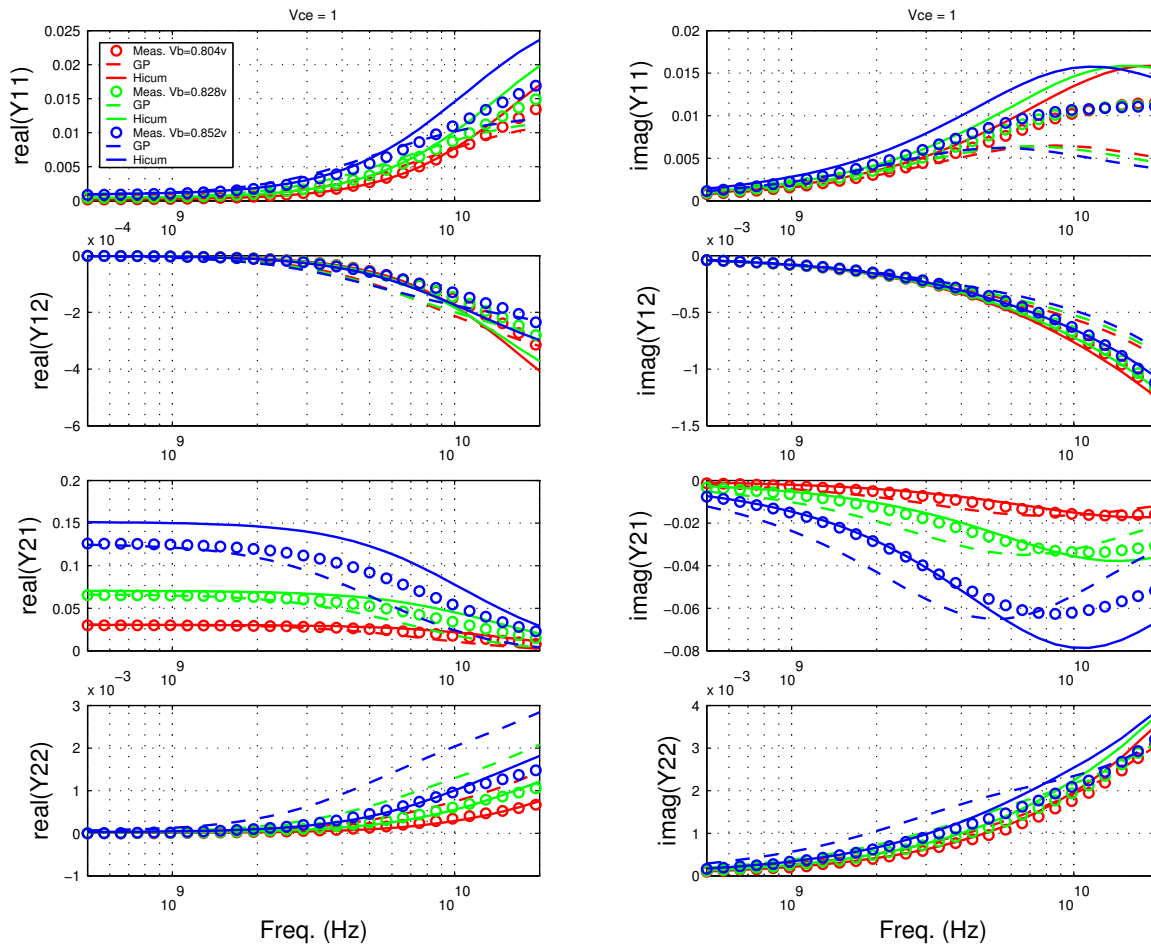 Vce = 1
0.025
0.02
0.015
0.01
0.005
0
real(Y11)
Meas. Vb=0.804v
GP
Hicum
Meas. Vb=0.828v
GP
Hicum
Meas. Vb=0.852v
GP
Hicum
10^9
10^10
Vce = 1
0.02
0.015
0.01
0.005
0
imag(Y11)
10^9
10^10
x 10^-4
0
−2
−4
−6
real(Y12)
10^9
10^10
x 10^-3
0
−0.5
−1
−1.5
imag(Y12)
10^9
10^10
0.2
0.15
0.1
0.05
0
real(Y21)
10^9
10^10
0
−0.02
−0.04
−0.06
−0.08
imag(Y21)
10^9
10^10
x 10^-3
3
2
1
0
−1
real(Y22)
10^9
10^10
Freq. (Hz)
x 10^-3
4
3
2
1
0
imag(Y22)
10^9
10^10
Freq. (Hz)